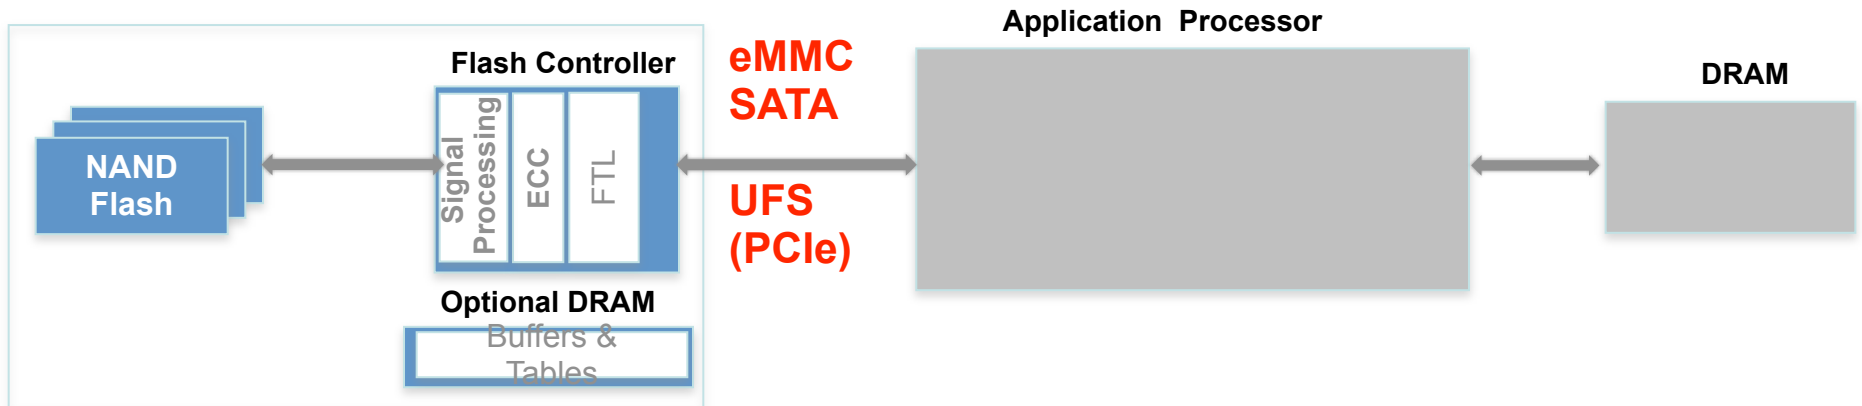 Application  Processor
Flash Controller
eMMC
SATA
DRAM
NAND
Flash
Signal
Processing
ECC
FTL
UFS
(PCIe)
Optional DRAM
Buffers &
Tables